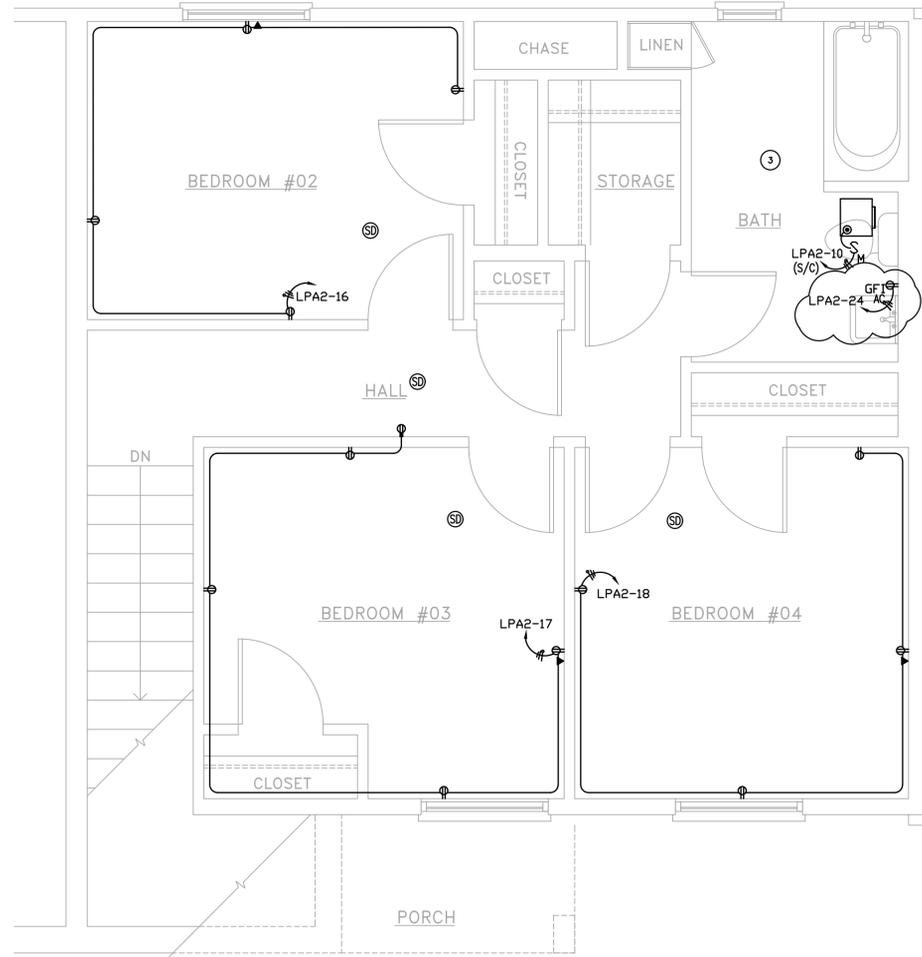 CHASE
LINEN
3
BEDROOM #02
CLOSET
STORAGE
BATH
SD
S
M
LPA2-10
(S/C)
CLOSET
LPA2-16
GFI
AC
LPA2-24
SD
HALL
CLOSET
DN
SD
SD
LPA2-18
BEDROOM #03
BEDROOM #04
LPA2-17
CLOSET
PORCH